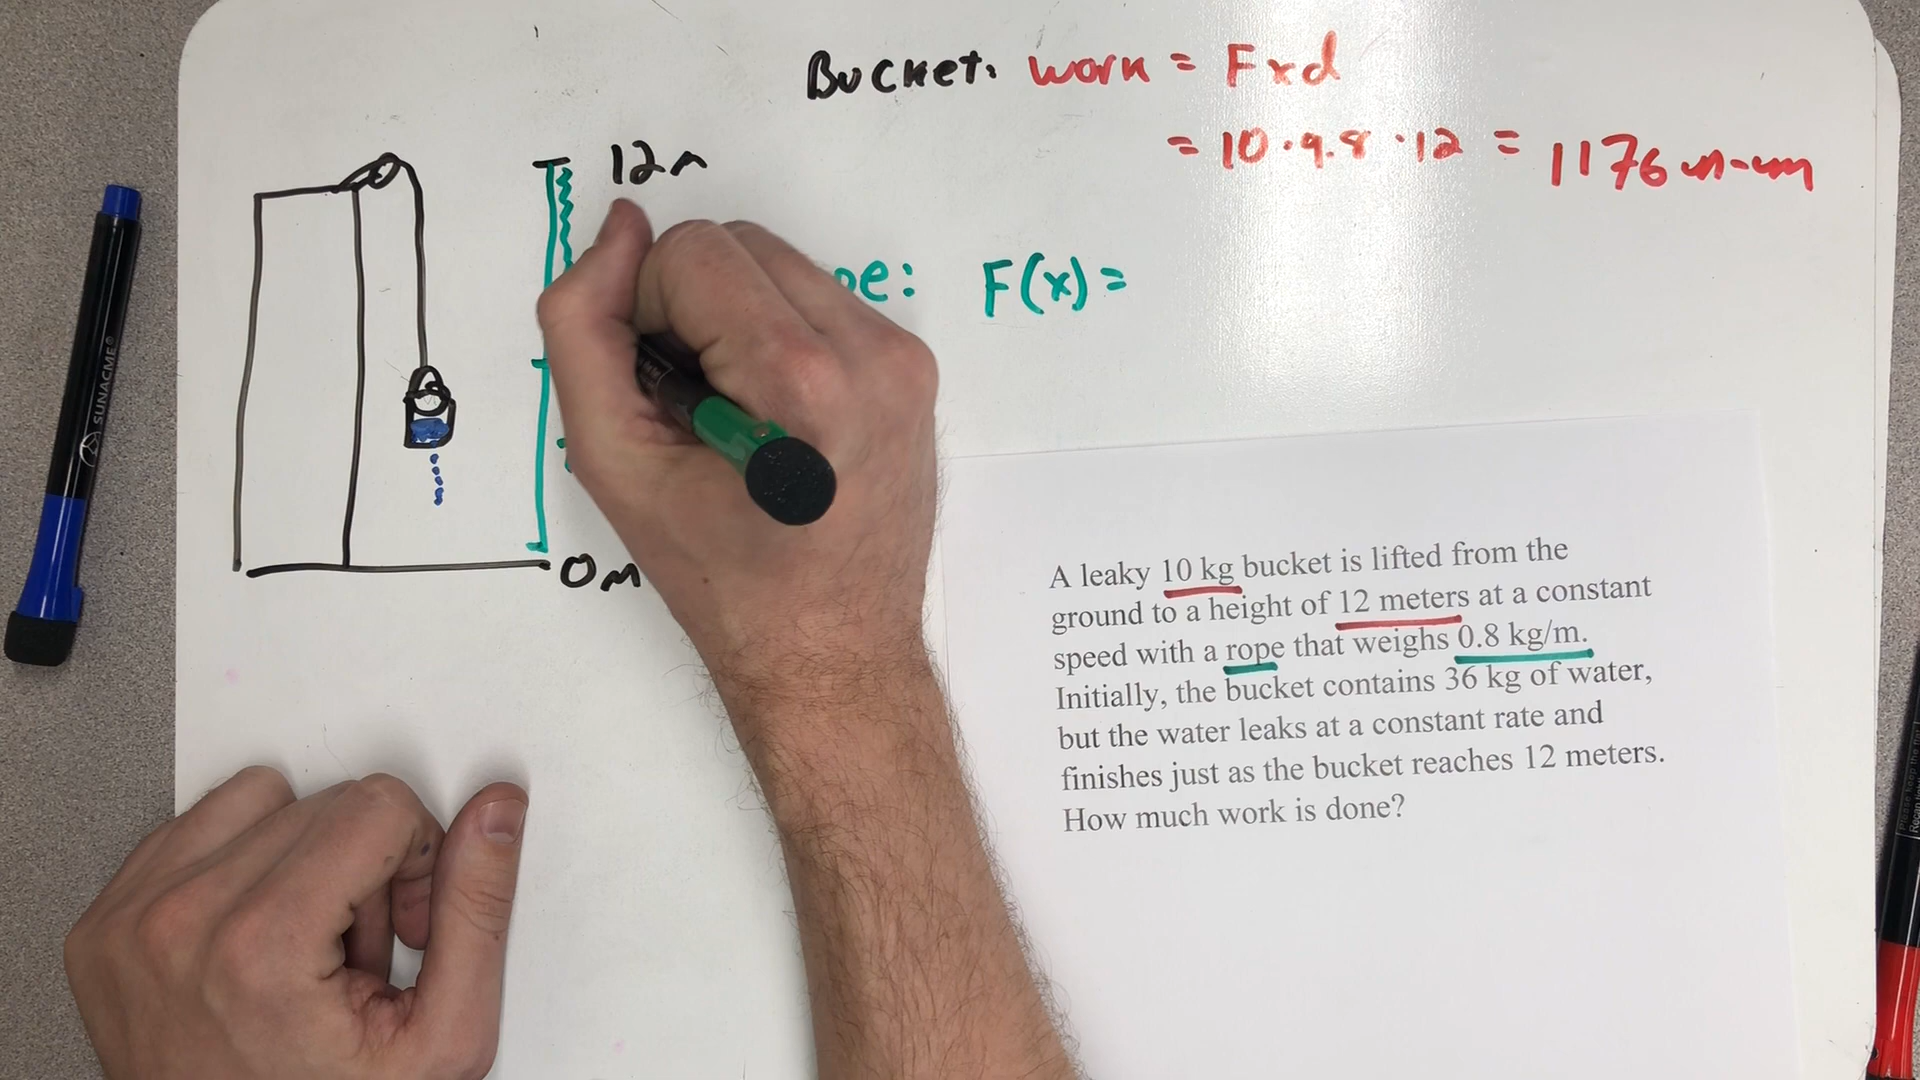 Bucket: work = F x d
= 10 · 9.8 · 12 = 1176 n-m
12m
F(x) =
0m
A leaky 10 kg bucket is lifted from the
ground to a height of 12 meters at a constant
speed with a rope that weighs 0.8 kg/m.
Initially, the bucket contains 36 kg of water,
but the water leaks at a constant rate and
finishes just as the bucket reaches 12 meters.
How much work is done?
SUNACME®